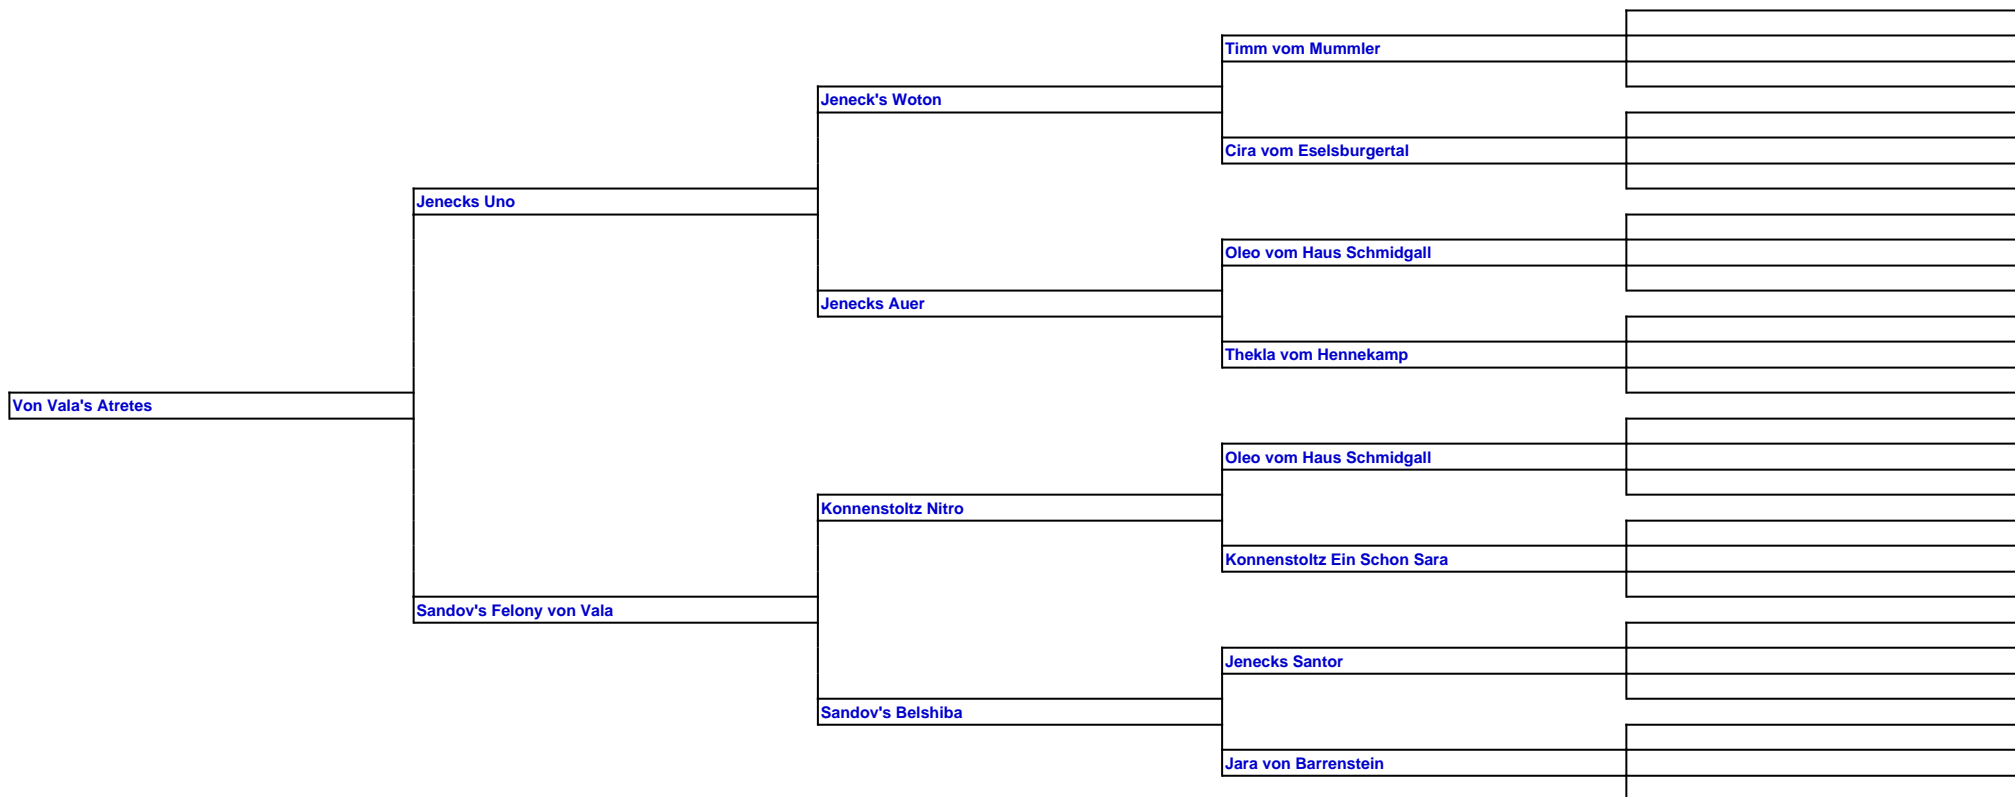 Timm vom Mummler
Jeneck's Woton
Cira vom Eselsburgertal
Jenecks Uno
Oleo vom Haus Schmidgall
Jenecks Auer
Thekla vom Hennekamp
Von Vala's Atretes
Oleo vom Haus Schmidgall
Konnenstoltz Nitro
Konnenstoltz Ein Schon Sara
Sandov's Felony von Vala
Jenecks Santor
Sandov's Belshiba
Jara von Barrenstein